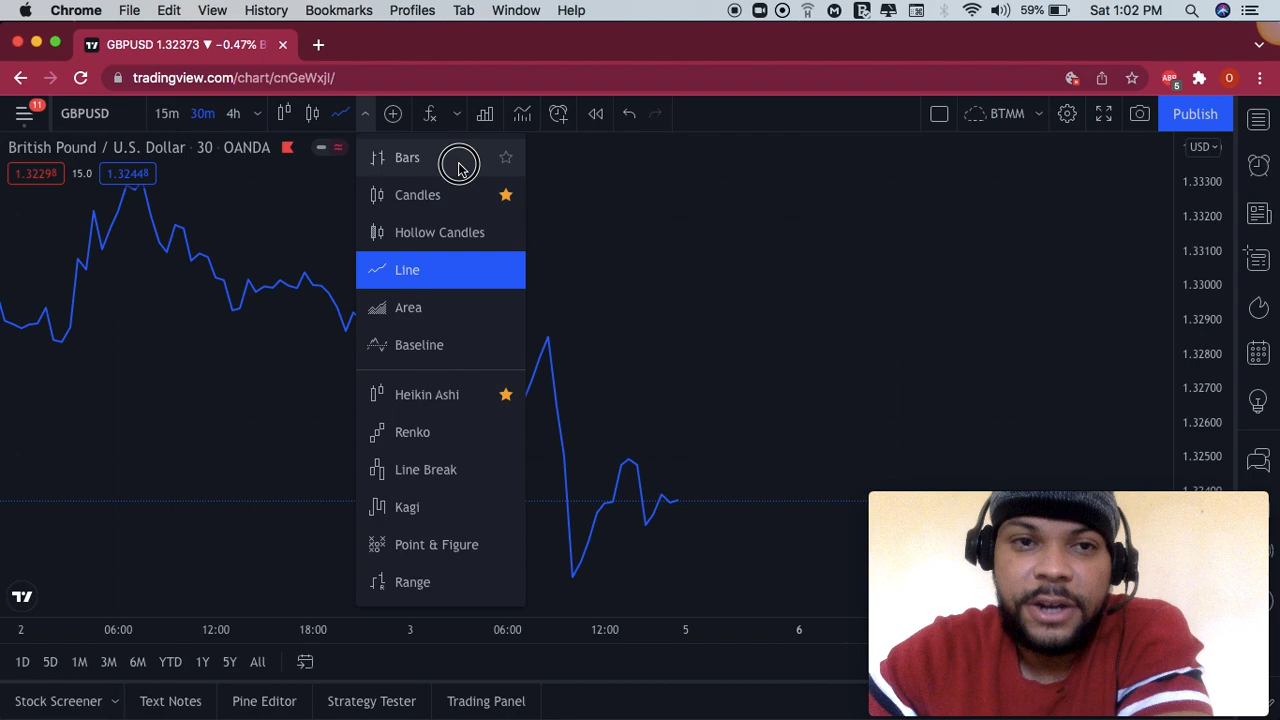 Chrome File Edit View History Bookmarks Profiles Tab Window Help 59% Sat 1:02 PM
GBPUSD 1.32373 ▼ −0.47% B
tradingview.com/chart/cnGeWxjl/ ABP 5 O
11 GBPUSD 15m 30m 4h BTMM Publish
British Pound / U.S. Dollar · 30 · OANDA
1.32298 15.0 1.32448
USD
Bars
Candles
Hollow Candles
Line
Area
Baseline
Heikin Ashi
Renko
Line Break
Kagi
Point & Figure
Range
1.33300
1.33200
1.33100
1.33000
1.32900
1.32800
1.32700
1.32600
1.32500
1.32400
2 06:00 12:00 18:00 3 06:00 12:00 5 6
1D 5D 1M 3M 6M YTD 1Y 5Y All
Stock Screener Text Notes Pine Editor Strategy Tester Trading Panel